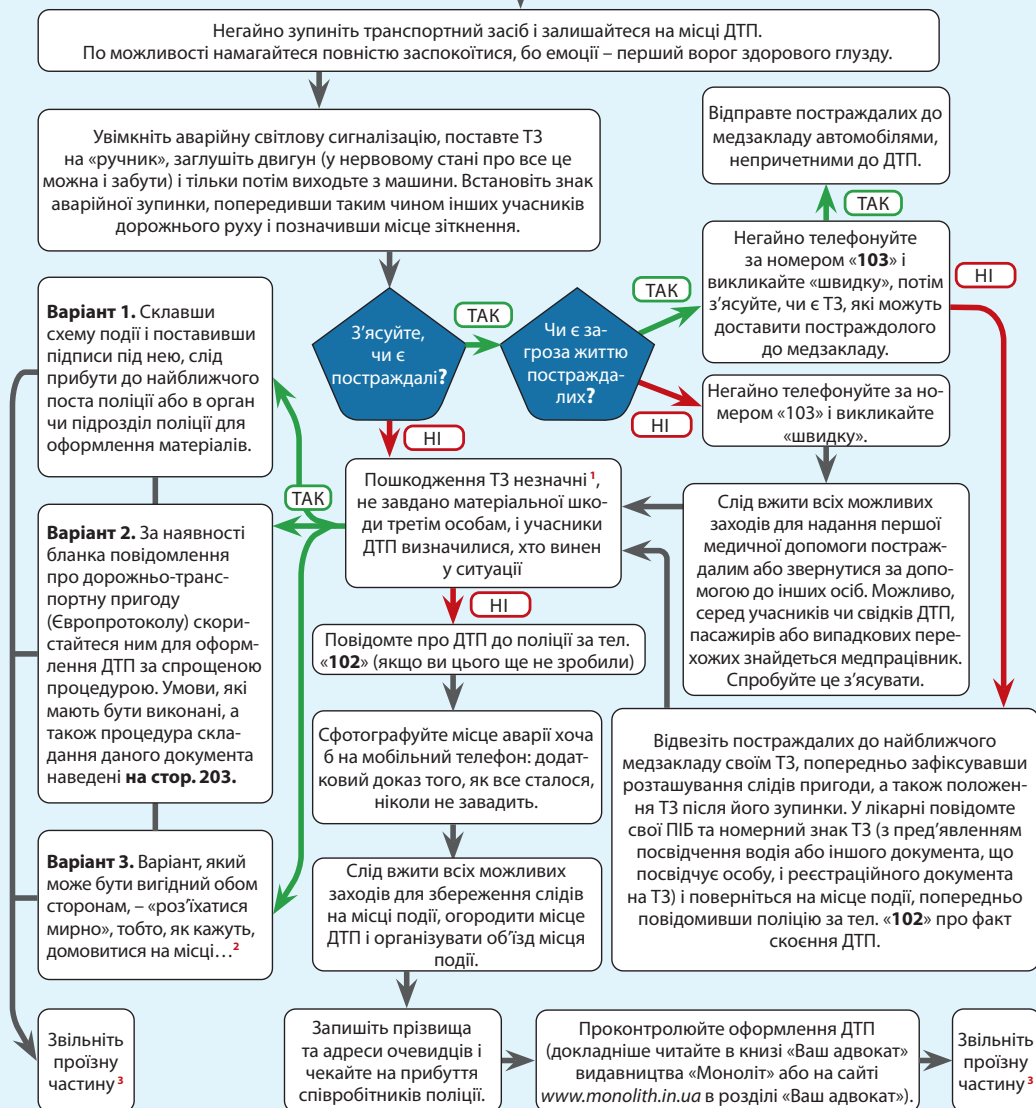 Негайно зупиніть транспортний засіб і залишайтеся на місці ДТП.
По можливості намагайтеся повністю заспокоїтися, бо емоції – перший ворог здорового глузду.
Увімкніть аварійну світлову сигналізацію, поставте ТЗ
на «ручник», заглушіть двигун (у нервовому стані про все це
можна і забути) і тільки потім виходьте з машини. Встановіть знак
аварійної зупинки, попередивши таким чином інших учасників
дорожнього руху і позначивши місце зіткнення.
Відправте постраждалих до
медзакладу автомобілями,
непричетними до ДТП.
ТАК
Негайно телефонуйте
за номером «103» і
викликайте «швидку», потім
з’ясуйте, чи є ТЗ, які можуть
доставити постраждолого
до медзакладу.
НІ
З’ясуйте,
чи є
постраждалі?
ТАК
Чи є за-
гроза життю
постражда-
лих?
ТАК
НІ
НІ
Негайно телефонуйте за но-
мером «103» і викликайте
«швидку».
Варіант 1. Склавши
схему події і поставивши
підписи під нею, слід
прибути до найближчого
поста поліції або в орган
чи підрозділ поліції для
оформлення матеріалів.
ТАК
Пошкодження ТЗ незначні 1,
не завдано матеріальної шко-
ди третім особам, і учасники
ДТП визначилися, хто винен
у ситуації
НІ
Слід вжити всіх можливих
заходів для надання першої
медичної допомоги постраж-
далим або звернутися за допо-
могою до інших осіб. Можливо,
серед учасників чи свідків ДТП,
пасажирів або випадкових пере-
хожих знайдеться медпрацівник.
Спробуйте це з’ясувати.
Варіант 2. За наявності
бланка повідомлення
про дорожньо-транс-
портну пригоду
(Європротоколу) скори-
стайтеся ним для оформ-
лення ДТП за спрощеною
процедурою. Умови, які
мають бути виконані, а
також процедура скла-
дання даного документа
наведені на стор. 203.
Повідомте про ДТП до поліції за тел.
«102» (якщо ви цього ще не зробили)
Сфотографуйте місце аварії хоча
б на мобільний телефон: додат-
ковий доказ того, як все сталося,
ніколи не завадить.
Відвезіть постраждалих до найближчого
медзакладу своїм ТЗ, попередньо зафіксувавши
розташування слідів пригоди, а також положен-
ня ТЗ після його зупинки. У лікарні повідомте
свої ПІБ та номерний знак ТЗ (з пред’явленням
посвідчення водія або іншого документа, що
посвідчує особу, і реєстраційного документа
на ТЗ) і поверніться на місце події, попередньо
повідомивши поліцію за тел. «102» про факт
скоєння ДТП.
Варіант 3. Варіант, який
може бути вигідний обом
сторонам, – «роз’їхатися
мирно», тобто, як кажуть,
домовитися на місці…2
Слід вжити всіх можливих
заходів для збереження слідів
на місці події, огородити місце
ДТП і організувати об’їзд місця
події.
Звільніть
проїзну
частину 3
Запишіть прізвища
та адреси очевидців і
чекайте на прибуття
співробітників поліції.
Проконтролюйте оформлення ДТП
(докладніше читайте в книзі «Ваш адвокат»
видавництва «Моноліт» або на сайті
www.monolith.in.ua в розділі «Ваш адвокат»).
Звільніть
проїзну
частину 3